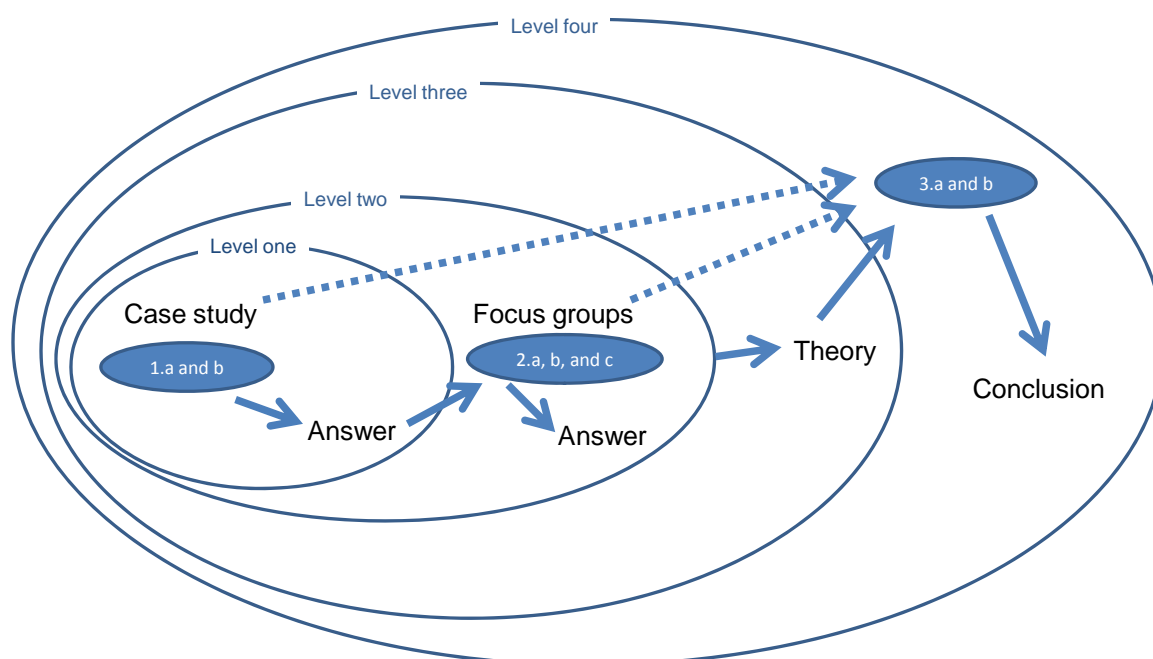 Level four
Level three
Level two
Level one
3.a and b
Case study
Focus groups
1.a and b
2.a, b, and c
Theory
Conclusion
Answer
Answer